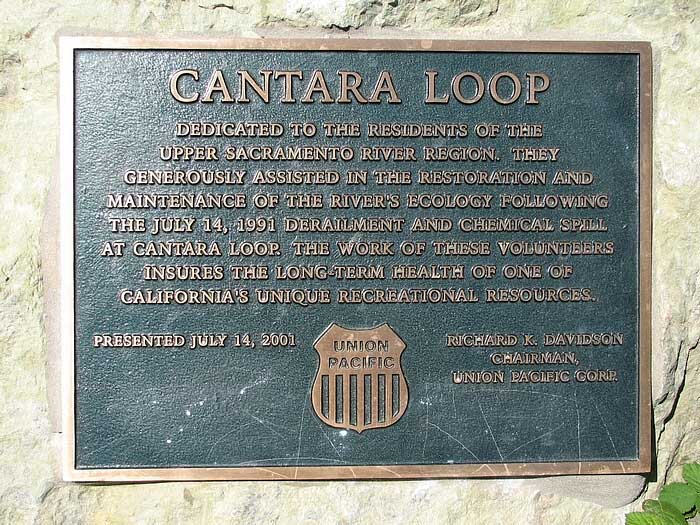 CANTARA LOOP
DEDICATED TO THE RESIDENTS OF THE
UPPER SACRAMENTO RIVER REGION. THEY
GENEROUSLY ASSISTED IN THE RESTORATION AND
MAINTENANCE OF THE RIVER'S ECOLOGY FOLLOWING
THE JULY 14, 1991 DERAILMENT AND CHEMICAL SPILL
AT CANTARA LOOP. THE WORK OF THESE VOLUNTEERS
INSURES THE LONG-TERM HEALTH OF ONE OF
CALIFORNIA'S UNIQUE RECREATIONAL RESOURCES.
PRESENTED JULY 14, 2001
UNION
PACIFIC
RICHARD K. DAVIDSON
CHAIRMAN,
UNION PACIFIC CORP.